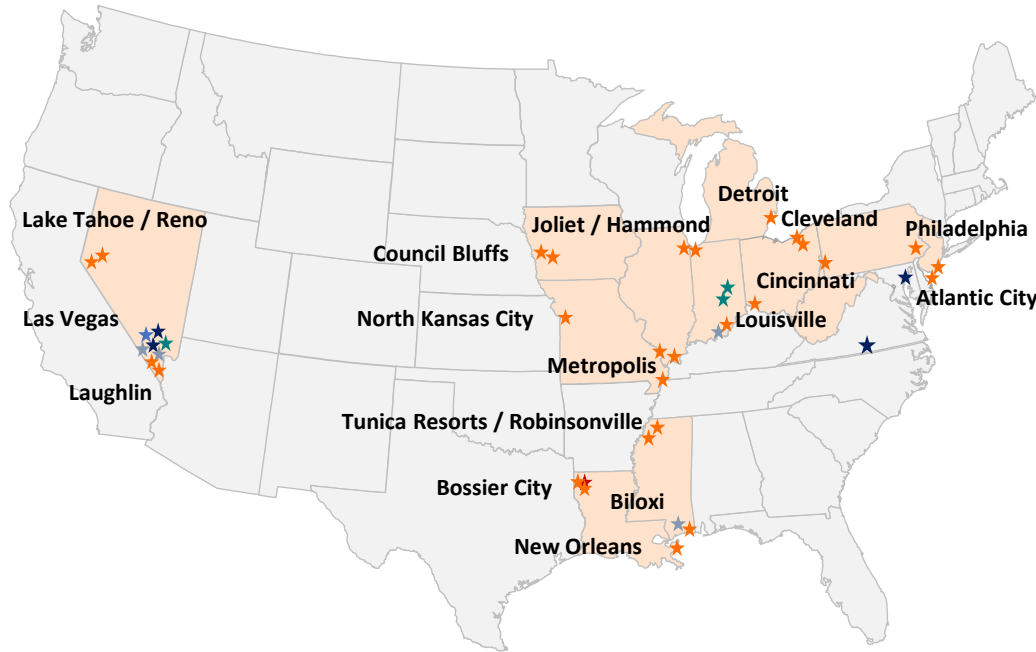 Detroit
Lake Tahoe / Reno
Joliet / Hammond
Cleveland
Philadelphia
Council Bluffs
Cincinnati
Atlantic City
Las Vegas
North Kansas City
Louisville
Metropolis
Laughlin
Tunica Resorts / Robinsonville
Bossier City
Biloxi
New Orleans